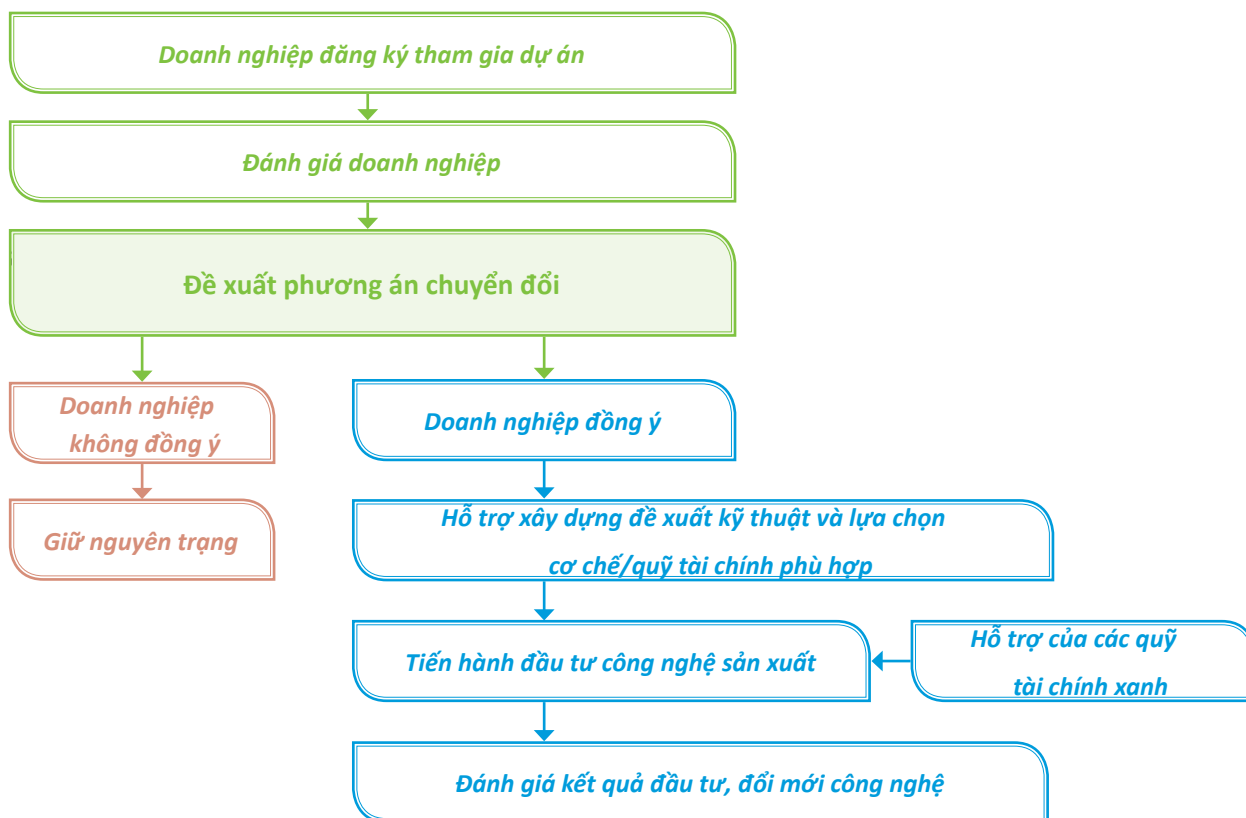 Doanh nghiệp đăng ký tham gia dự án
Đánh giá doanh nghiệp
Đề xuất phương án chuyển đổi
Doanh nghiệp
không đồng ý
Doanh nghiệp đồng ý
Giữ nguyên trạng
Hỗ trợ xây dựng đề xuất kỹ thuật và lựa chọn
cơ chế/quỹ tài chính phù hợp
Tiến hành đầu tư công nghệ sản xuất
Hỗ trợ của các quỹ
tài chính xanh
Đánh giá kết quả đầu tư, đổi mới công nghệ